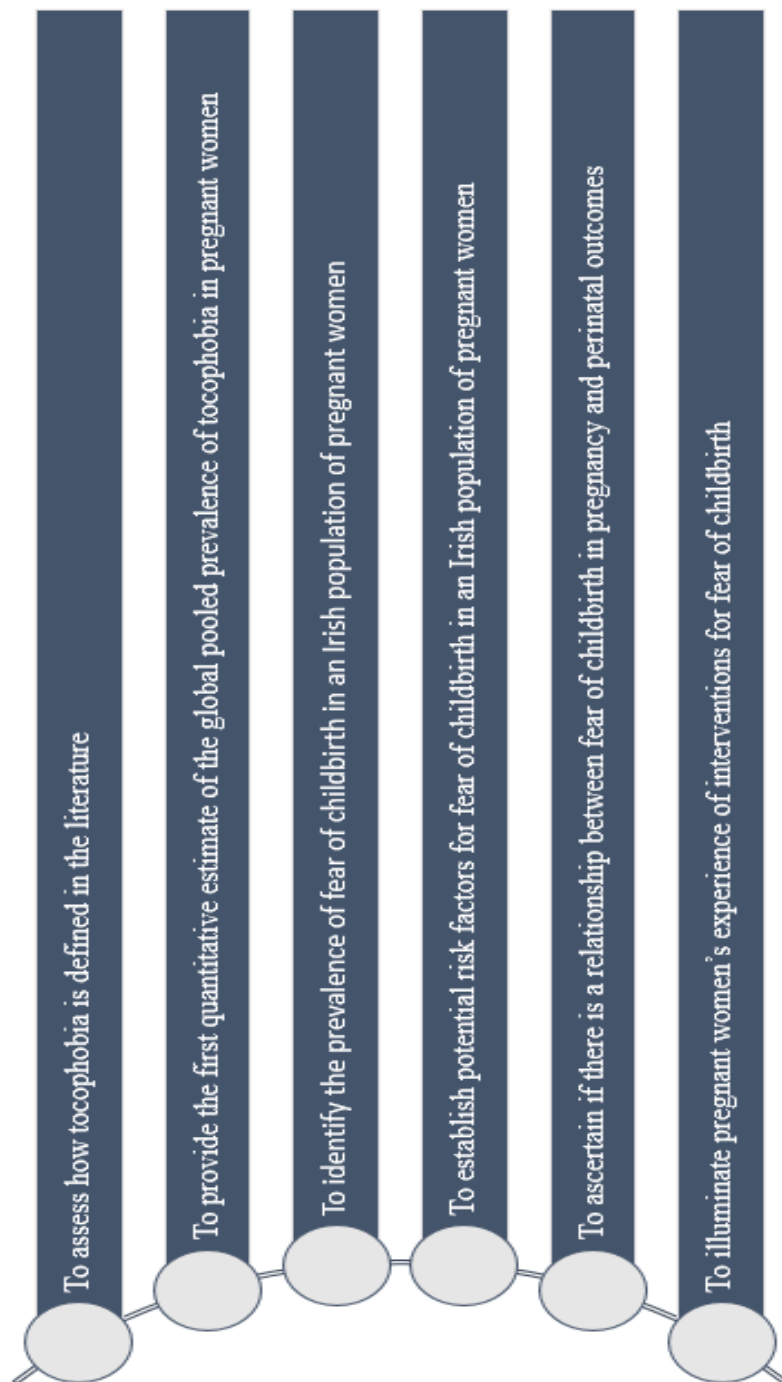 To assess how tocophobia is defined in the literature
To provide the first quantitative estimate of the global pooled prevalence of tocophobia in pregnant women
To identify the prevalence of fear of childbirth in an Irish population of pregnant women
To establish potential risk factors for fear of childbirth in an Irish population of pregnant women
To ascertain if there is a relationship between fear of childbirth in pregnancy and perinatal outcomes
To illuminate pregnant women’s experience of interventions for fear of childbirth